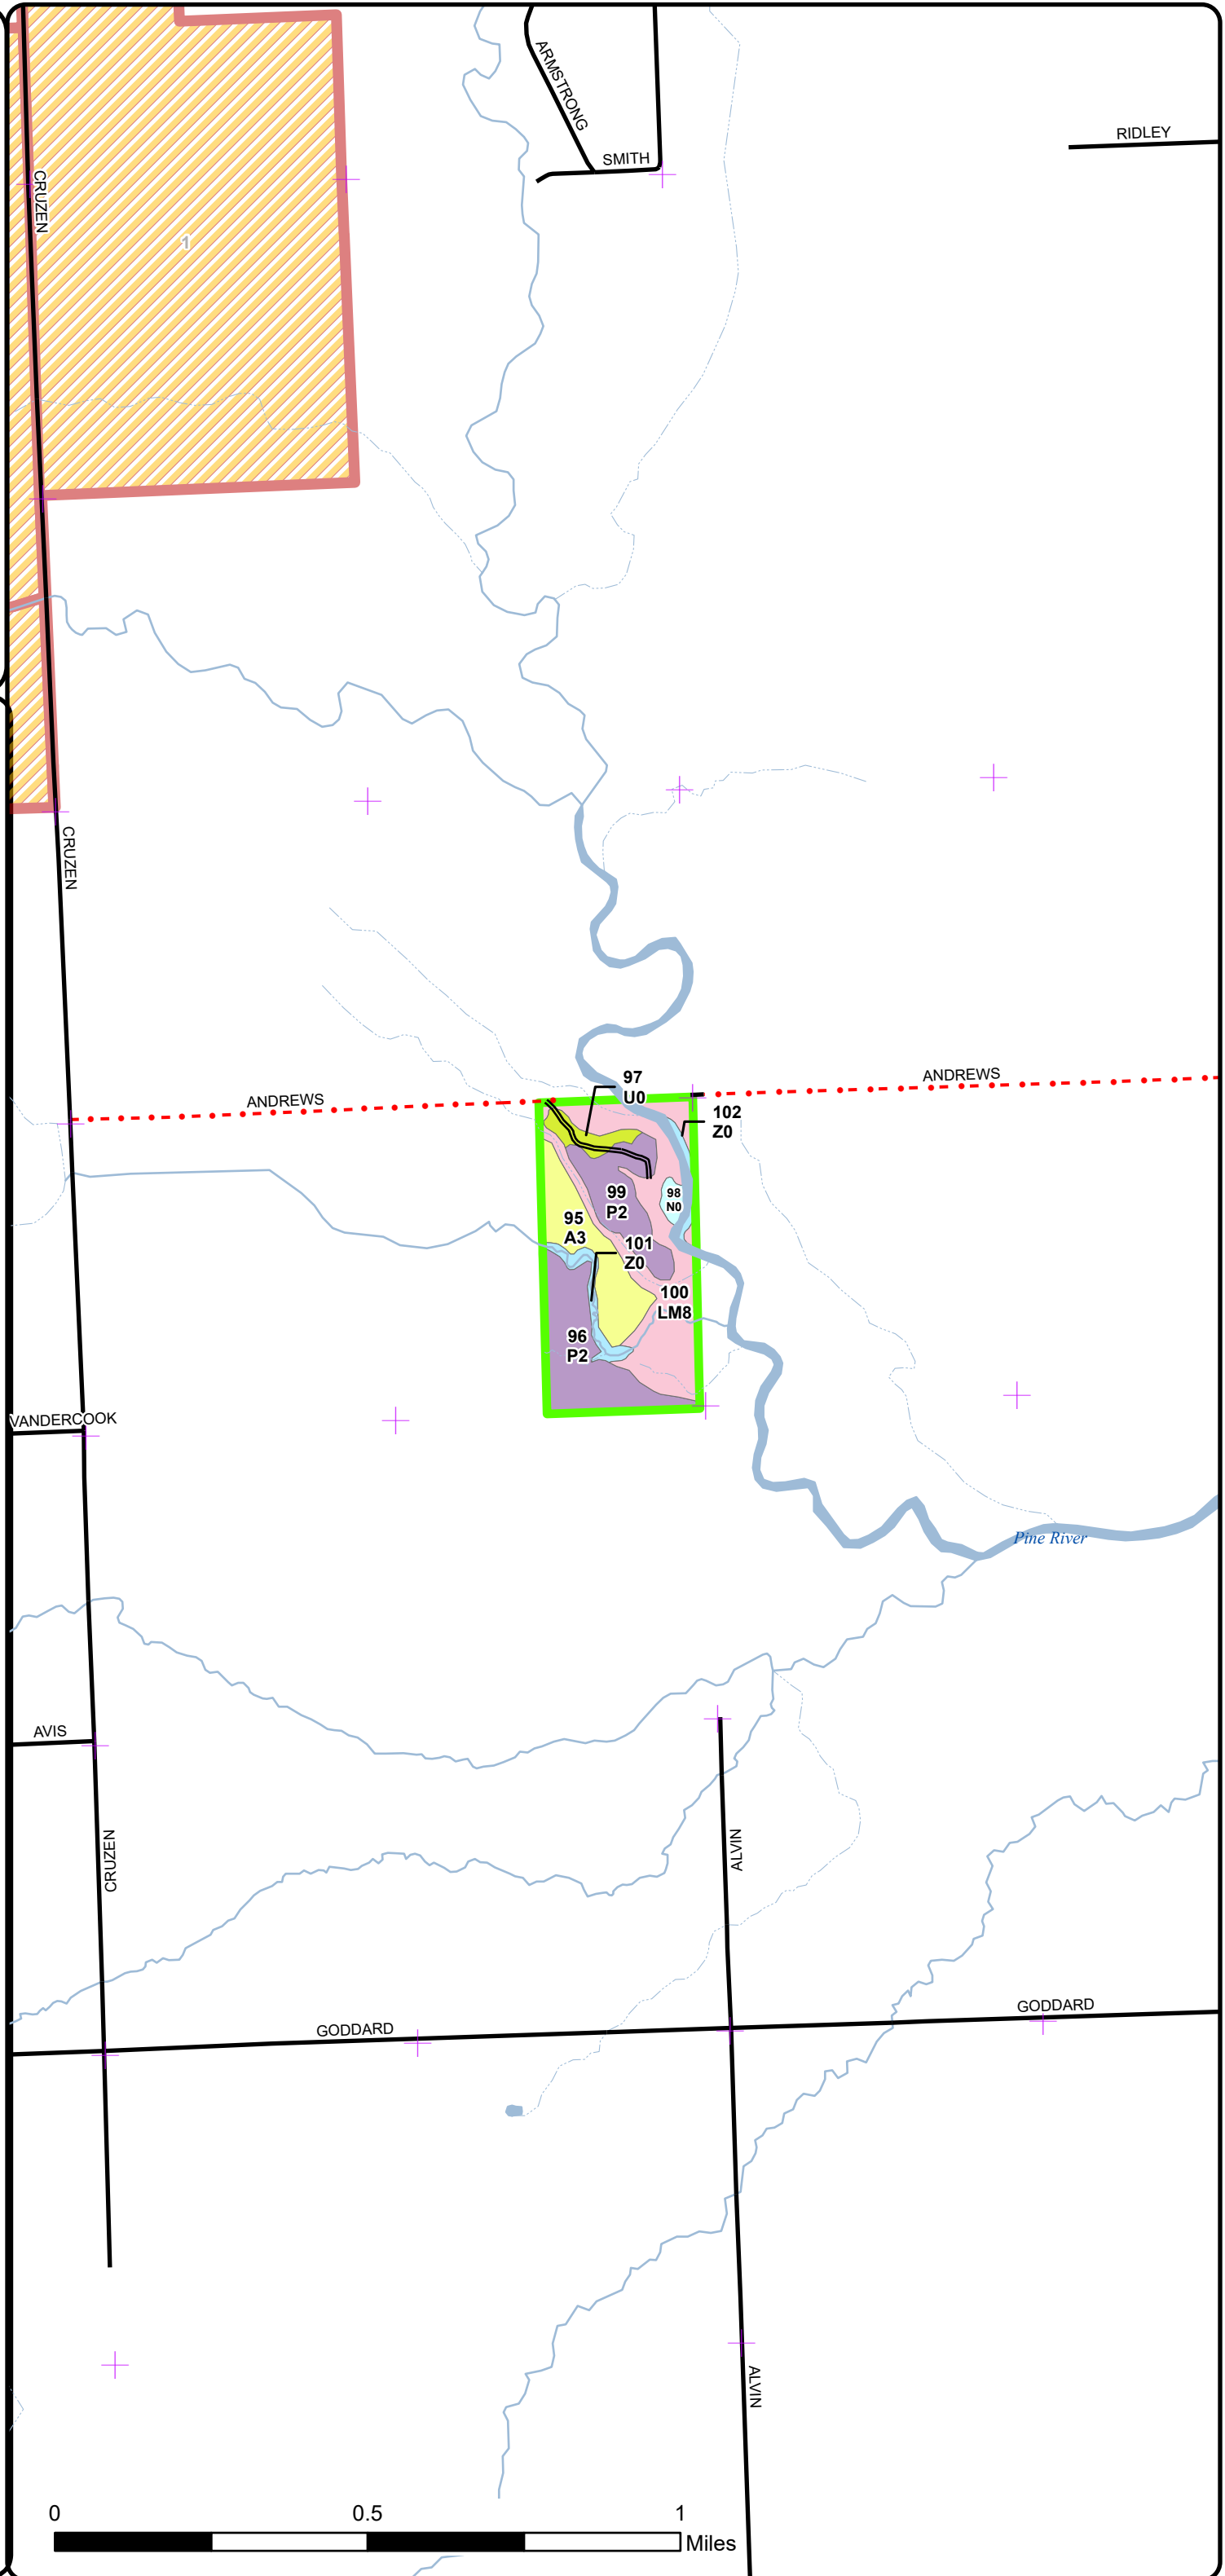 ARMSTRONG
RIDLEY
SMITH
CRUZEN
1
CRUZEN
ANDREWS
ANDREWS
97
U0
102
Z0
99
P2
98
N0
95
A3
101
Z0
100
LM8
96
P2
VANDERCOOK
Pine River
AVIS
CRUZEN
ALVIN
GODDARD
GODDARD
ALVIN
0 0.5 1
Miles